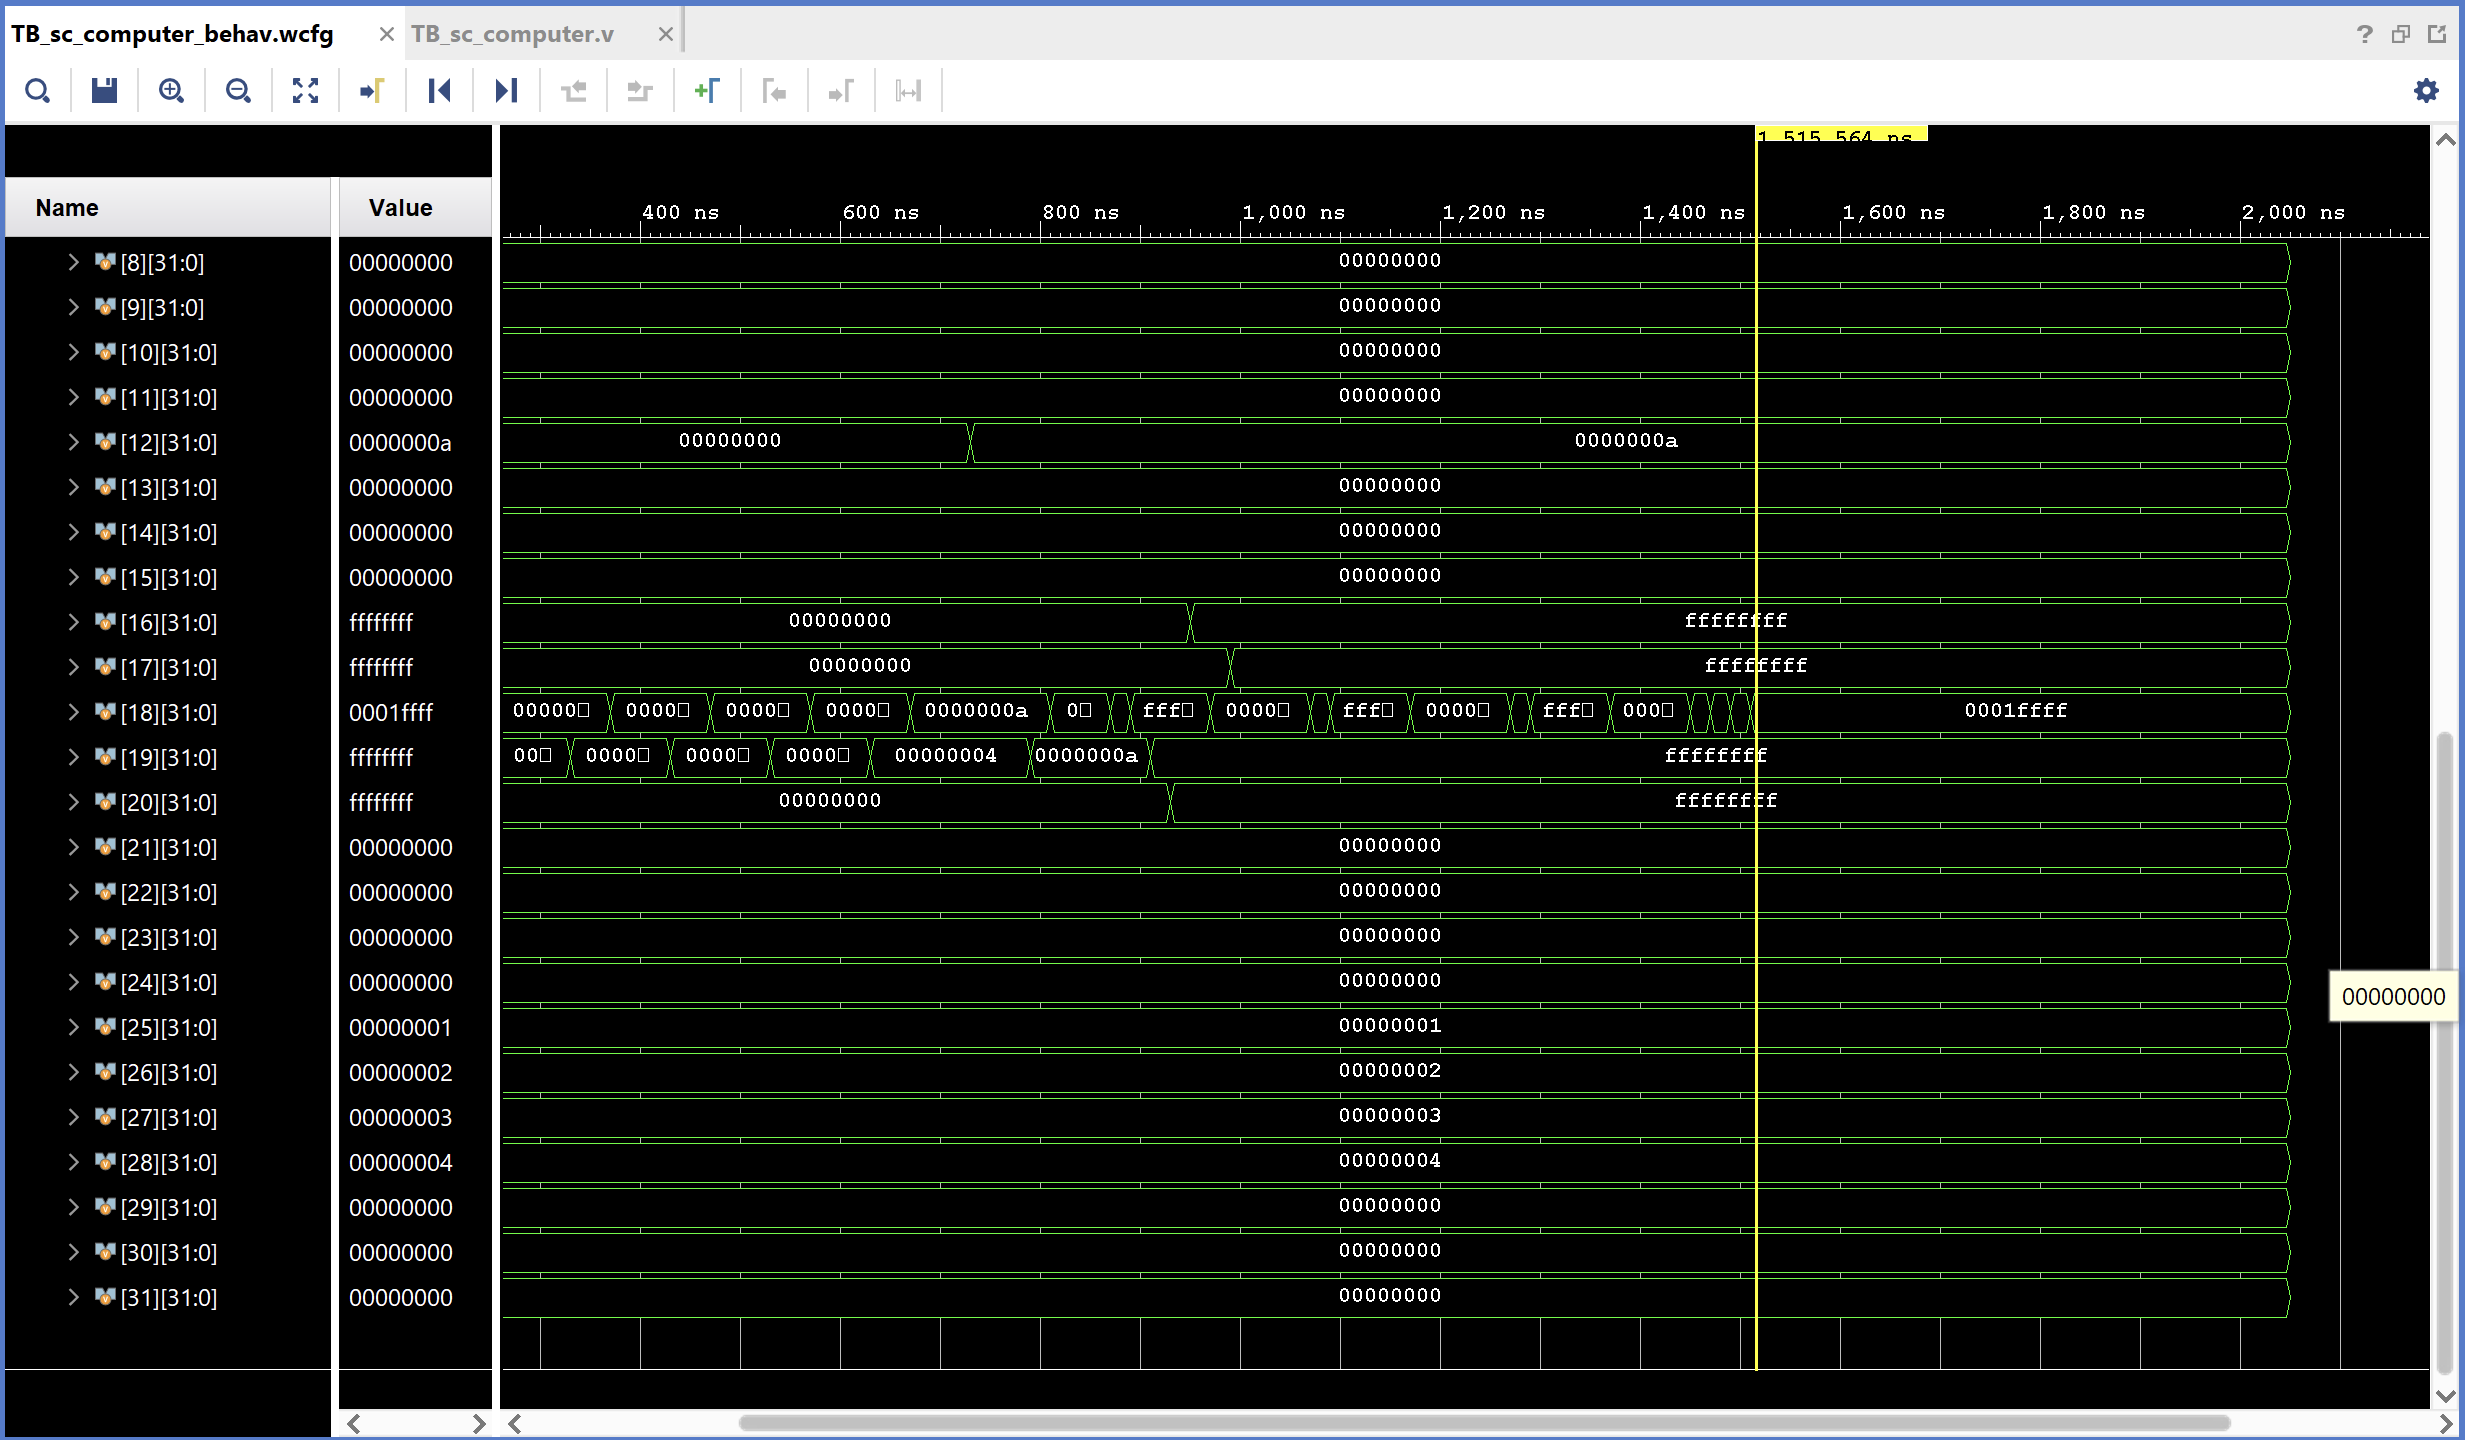 TB_sc_computer_behav.wcfg TB_sc_computer.v
1,515.564 ns
Name Value
400 ns 600 ns 800 ns 1,000 ns 1,200 ns 1,400 ns 1,600 ns 1,800 ns 2,000 ns
[8][31:0] 00000000 00000000
[9][31:0] 00000000 00000000
[10][31:0] 00000000 00000000
[11][31:0] 00000000 00000000
[12][31:0] 0000000a 00000000 0000000a
[13][31:0] 00000000 00000000
[14][31:0] 00000000 00000000
[15][31:0] 00000000 00000000
[16][31:0] ffffffff 00000000 ffffffff
[17][31:0] ffffffff 00000000 ffffffff
[18][31:0] 0001ffff 00000▯ 0000▯ 0000▯ 0000▯ 0000000a 0▯ fff▯ 0000▯ fff▯ 0000▯ fff▯ 000▯ 0001ffff
[19][31:0] ffffffff 00▯ 0000▯ 0000▯ 0000▯ 00000004 0000000a ffffffff
[20][31:0] ffffffff 00000000 ffffffff
[21][31:0] 00000000 00000000
[22][31:0] 00000000 00000000
[23][31:0] 00000000 00000000
[24][31:0] 00000000 00000000
00000000
[25][31:0] 00000001 00000001
[26][31:0] 00000002 00000002
[27][31:0] 00000003 00000003
[28][31:0] 00000004 00000004
[29][31:0] 00000000 00000000
[30][31:0] 00000000 00000000
[31][31:0] 00000000 00000000